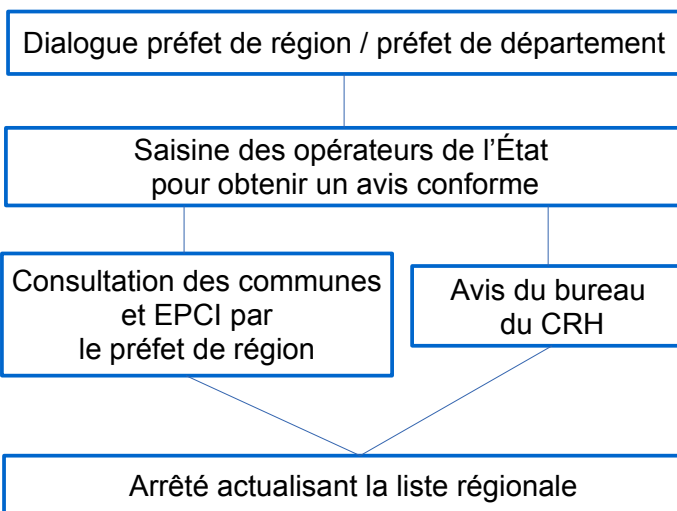 Dialogue préfet de région / préfet de département
Saisine des opérateurs de l’État
pour obtenir un avis conforme
Consultation des communes
et EPCI par
le préfet de région
Avis du bureau
du CRH
Arrêté actualisant la liste régionale